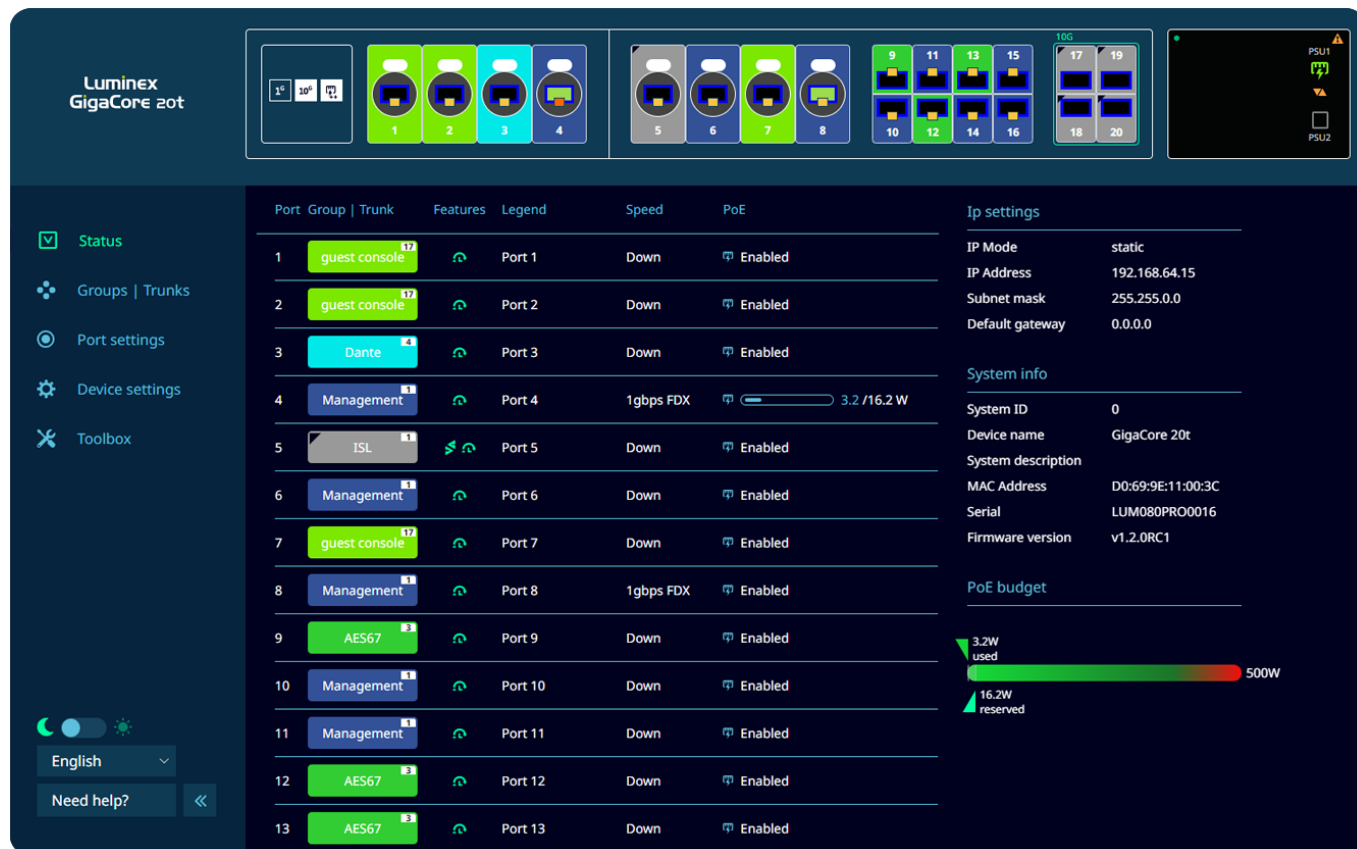 Luminex
GigaCore 20t
1G 10G
1 2 3 4
5 6 7 8
9 11 13 15
10 12 14 16
10G
17 19
18 20
PSU1
PSU2
Status
Groups | Trunks
Port settings
Device settings
Toolbox
English
Need help?
Port Group | Trunk Features Legend Speed PoE
1 guest console 17 Port 1 Down Enabled
2 guest console 17 Port 2 Down Enabled
3 Dante 4 Port 3 Down Enabled
4 Management 1 Port 4 1gbps FDX 3.2 /16.2 W
5 ISL 1 Port 5 Down Enabled
6 Management 1 Port 6 Down Enabled
7 guest console 17 Port 7 Down Enabled
8 Management 1 Port 8 1gbps FDX Enabled
9 AES67 3 Port 9 Down Enabled
10 Management 1 Port 10 Down Enabled
11 Management 1 Port 11 Down Enabled
12 AES67 3 Port 12 Down Enabled
13 AES67 3 Port 13 Down Enabled
Ip settings
IP Mode static
IP Address 192.168.64.15
Subnet mask 255.255.0.0
Default gateway 0.0.0.0
System info
System ID 0
Device name GigaCore 20t
System description
MAC Address D0:69:9E:11:00:3C
Serial LUM080PRO0016
Firmware version v1.2.0RC1
PoE budget
3.2W
used
500W
16.2W
reserved